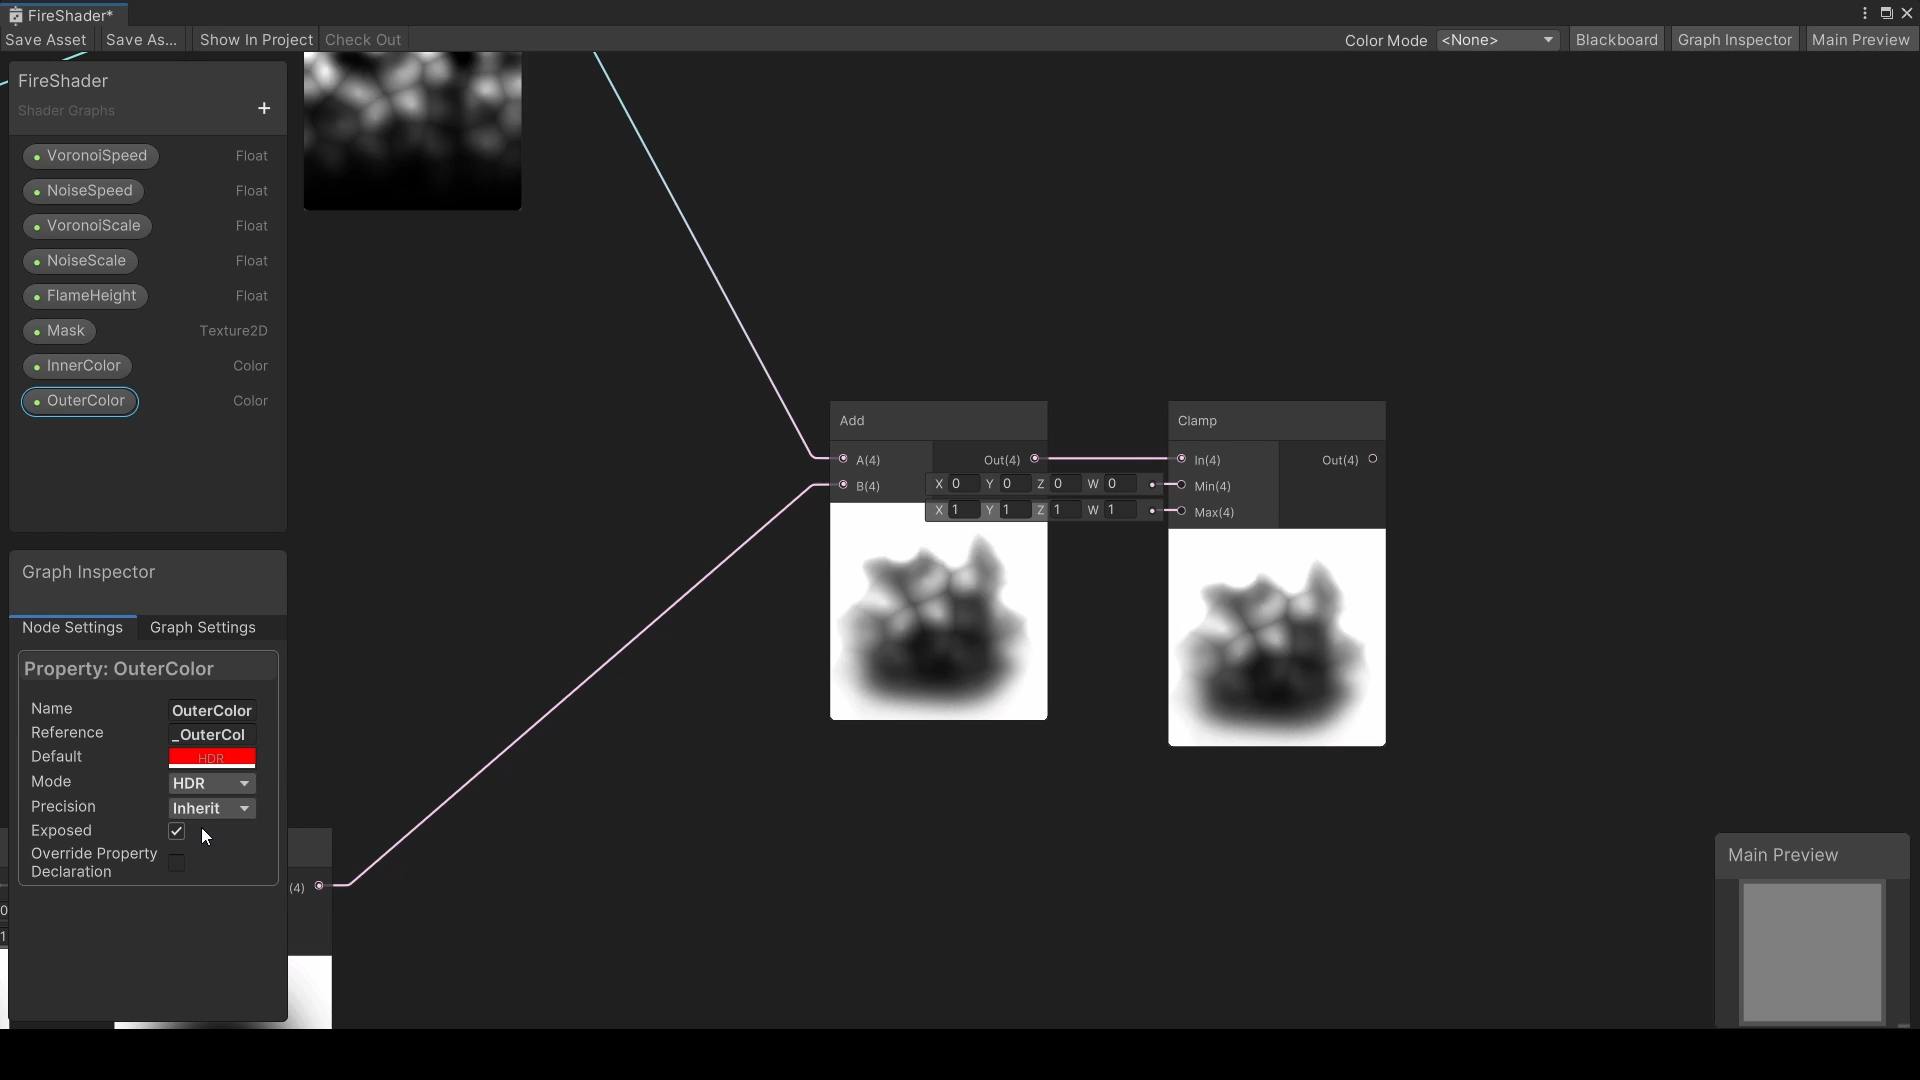 FireShader*
Save Asset Save As... Show In Project Check Out Color Mode <None> Blackboard Graph Inspector Main Preview
FireShader
Shader Graphs +
VoronoiSpeed Float
NoiseSpeed Float
VoronoiScale Float
NoiseScale Float
FlameHeight Float
Mask Texture2D
InnerColor Color
OuterColor Color
Graph Inspector
Node Settings Graph Settings
Property: OuterColor
Name OuterColor
Reference _OuterCol
Default HDR
Mode HDR
Precision Inherit
Exposed
Override Property
Declaration
(4)
0
1
Add
A(4) Out(4)
B(4)
X 0 Y 0 Z 0 W 0
X 1 Y 1 Z 1 W 1
Clamp
In(4) Out(4)
Min(4)
Max(4)
Main Preview